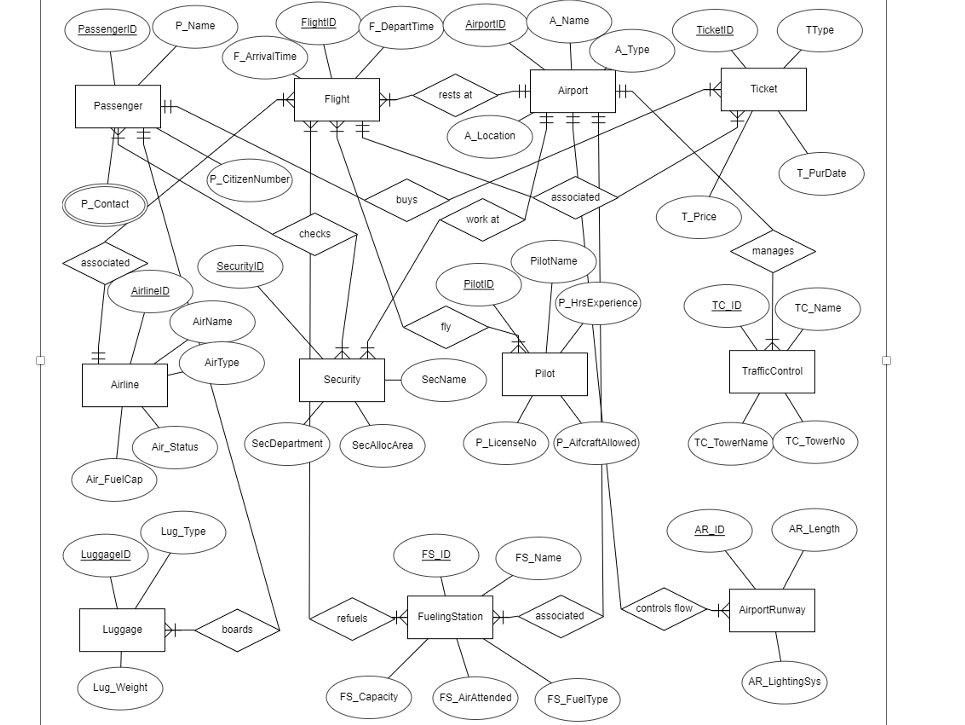 PassengerID
P_Name
FlightID
F_DepartTime
AirportID
A_Name
TicketID
TType
F_ArrivalTime
A_Type
Passenger
Flight
rests at
Airport
Ticket
A_Location
P_CitizenNumber
T_PurDate
P_Contact
buys
associated
work at
T_Price
checks
associated
SecurityID
PilotName
manages
AirlineID
PilotID
P_HrsExperience
TC_ID
TC_Name
AirName
fly
AirType
Airline
Security
SecName
Pilot
TrafficControl
Air_Status
SecDepartment
SecAllocArea
P_LicenseNo
P_AifcraftAllowed
TC_TowerName
TC_TowerNo
Air_FuelCap
Lug_Type
AR_ID
AR_Length
LuggageID
FS_ID
FS_Name
Luggage
boards
refuels
FuelingStation
associated
controls flow
AirportRunway
Lug_Weight
FS_Capacity
FS_AirAttended
FS_FuelType
AR_LightingSys